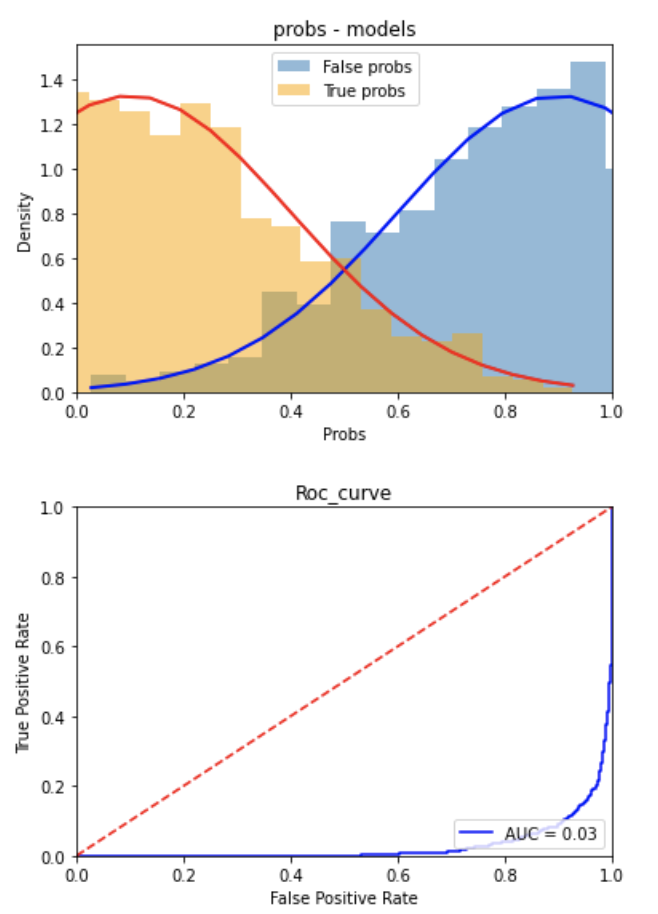 probs - models
False probs
True probs
1.4
1.2
1.0
0.8
0.6
0.4
0.2
0.0
Density
0.0 0.2 0.4 0.6 0.8 1.0
Probs
Roc_curve
1.0
0.8
0.6
0.4
0.2
0.0
True Positive Rate
AUC = 0.03
0.0 0.2 0.4 0.6 0.8 1.0
False Positive Rate